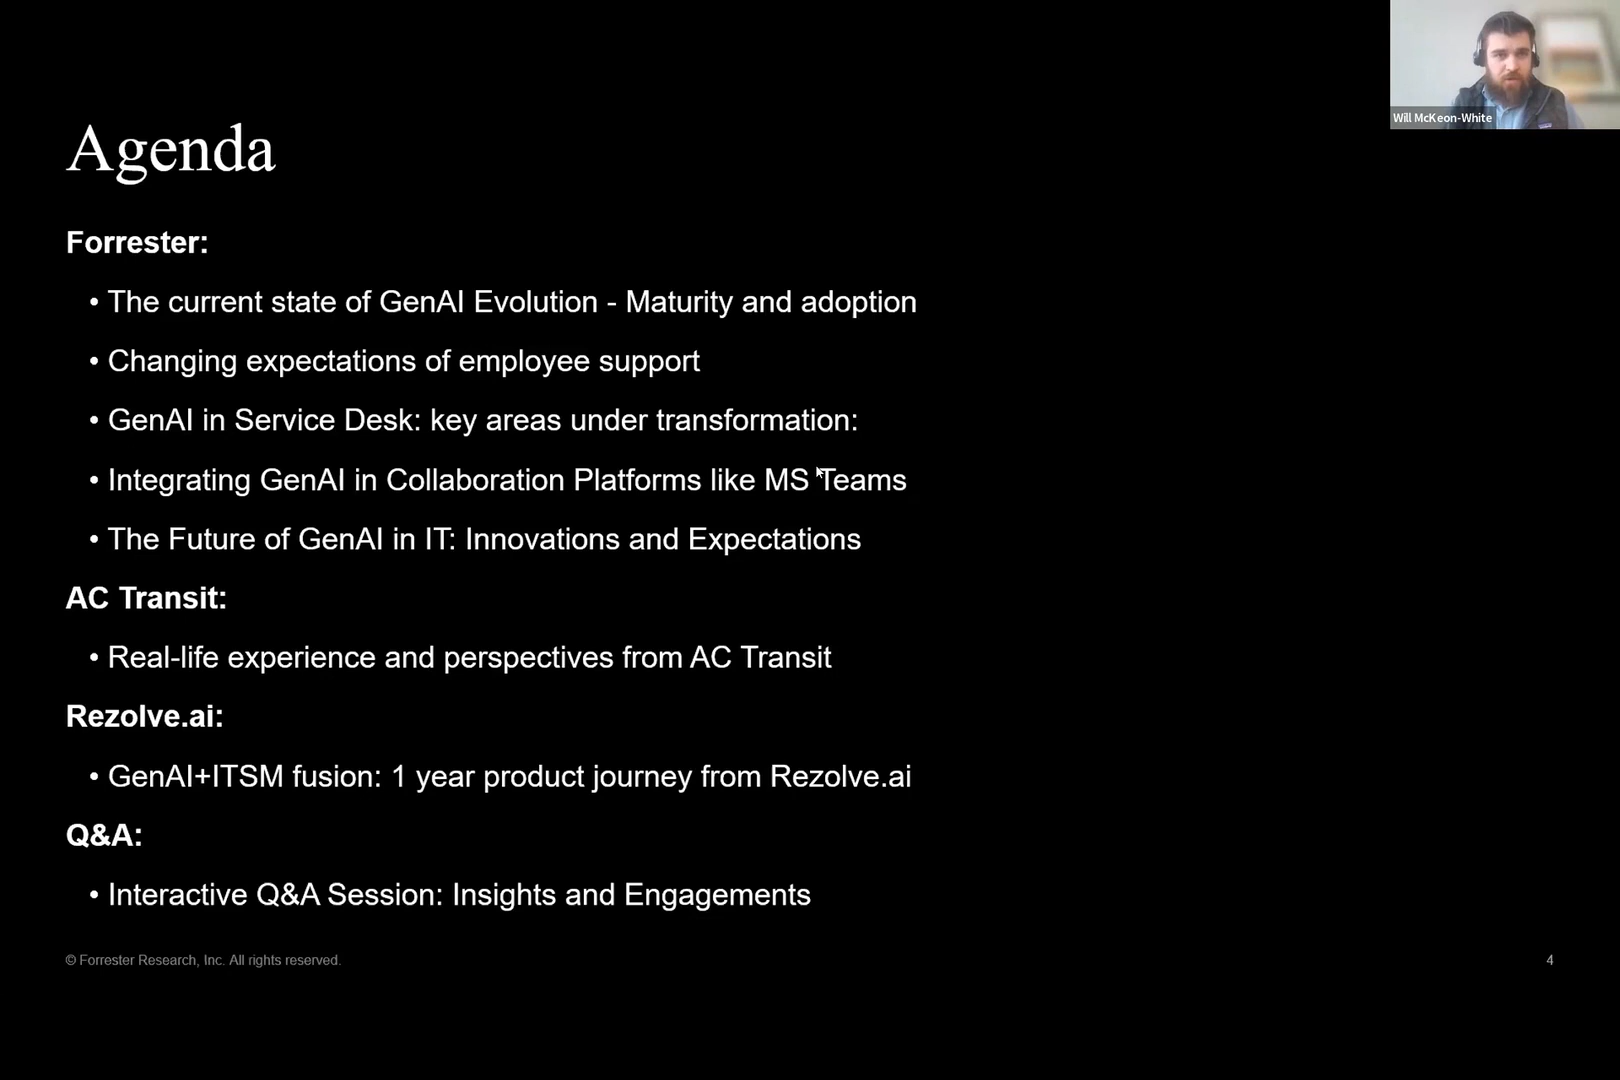 Will McKeon-White
Agenda
Forrester:
• The current state of GenAI Evolution - Maturity and adoption
• Changing expectations of employee support
• GenAI in Service Desk: key areas under transformation:
• Integrating GenAI in Collaboration Platforms like MS Teams
• The Future of GenAI in IT: Innovations and Expectations
AC Transit:
• Real-life experience and perspectives from AC Transit
Rezolve.ai:
• GenAI+ITSM fusion: 1 year product journey from Rezolve.ai
Q&A:
• Interactive Q&A Session: Insights and Engagements
© Forrester Research, Inc. All rights reserved.
4